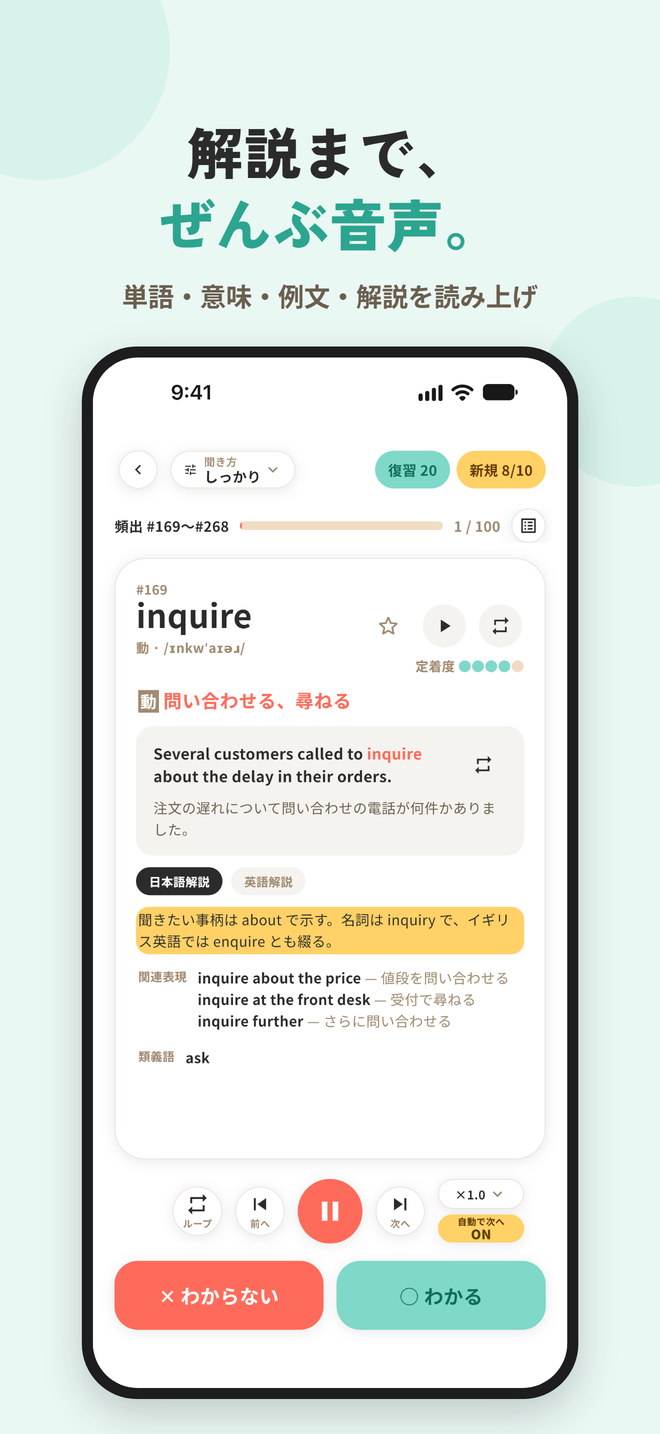 解説まで、
ぜんぶ音声。
単語・意味・例文・解説を読み上げ
9:41
聞き方
しっかり
復習 20
新規 8/10
頻出 #169〜#268
1 / 100
#169
inquire
動・/ɪnkwˈaɪəɹ/
定着度
動 問い合わせる、尋ねる
Several customers called to inquire
about the delay in their orders.
注文の遅れについて問い合わせの電話が何件かありま
した。
日本語解説
英語解説
聞きたい事柄は about で示す。名詞は inquiry で、イギリ
ス英語では enquire とも綴る。
関連表現 inquire about the price — 値段を問い合わせる
inquire at the front desk — 受付で尋ねる
inquire further — さらに問い合わせる
類義語 ask
ループ
前へ
次へ
×1.0
自動で次へ
ON
× わからない
○ わかる